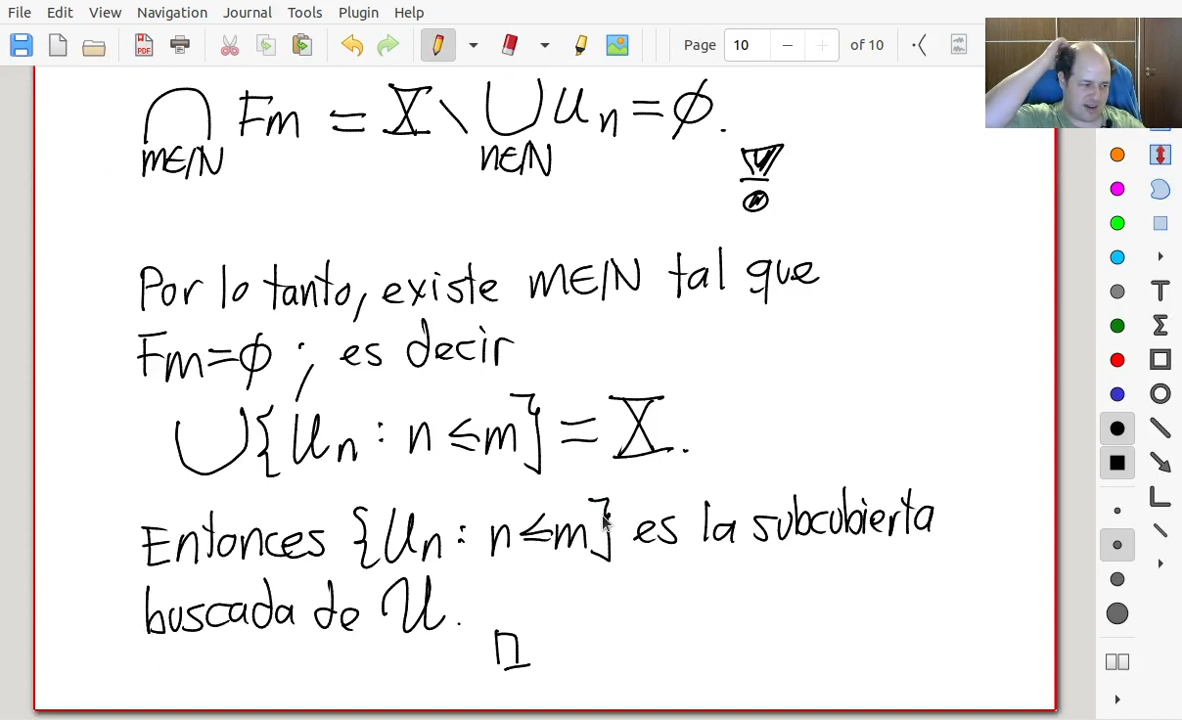 File Edit View Navigation Journal Tools Plugin Help
PDF Page 10 of 10
⋂ Fm = X \ ⋃ Un = ∅.
m∈ℕ n∈ℕ
Por lo tanto, existe m∈ℕ tal que
Fm=∅ ; es decir
⋃{Un : n ≤ m} = X.
Entonces {Un : n ≤ m} es la subcubierta
buscada de U.